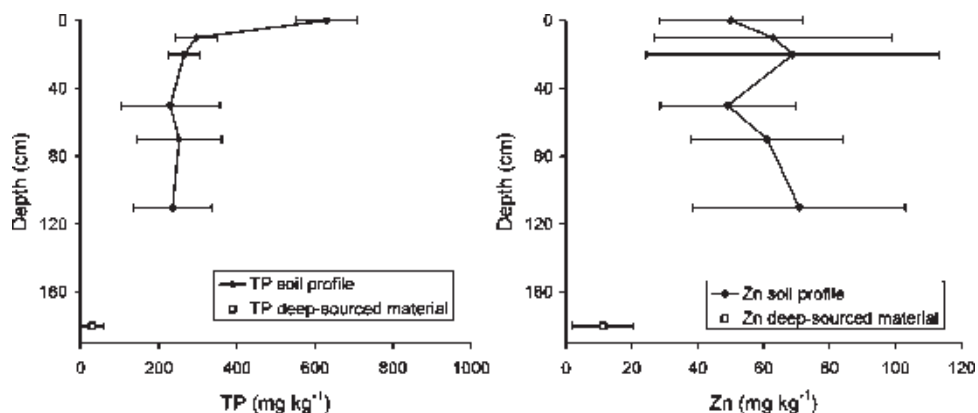 0
40
80
120
160
Depth (cm)
TP soil profile
TP deep-sourced material
0 200 400 600 800 1000
TP (mg kg⁻¹)
0
40
80
120
160
Depth (cm)
Zn soil profile
Zn deep-sourced material
0 20 40 60 80 100 120
Zn (mg kg⁻¹)